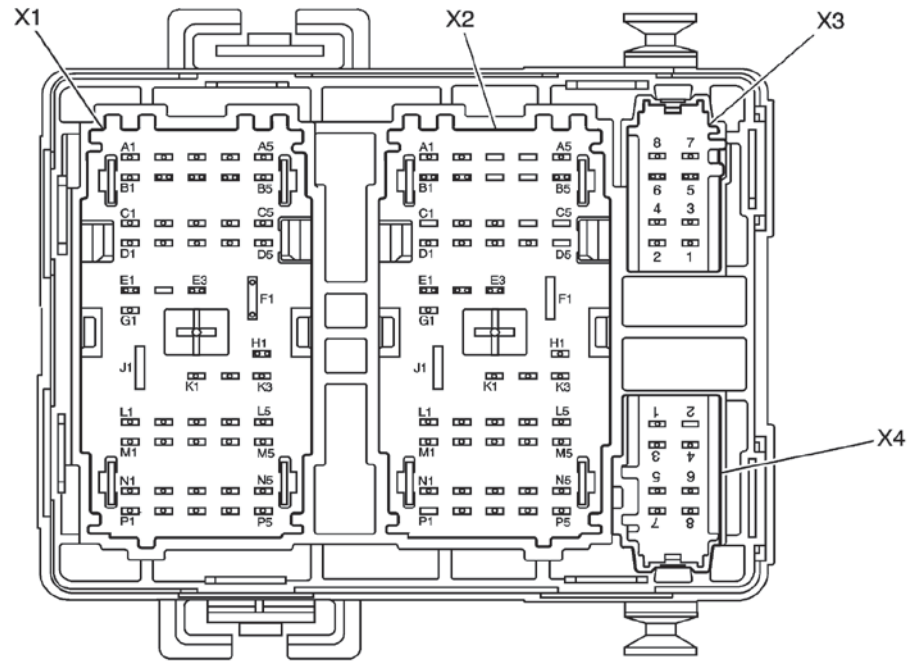 X1 X2 X3
A1 A5 A1 A5 8 7
B1 B5 B1 B5 6 5
C1 C5 C1 C5 4 3
D1 D5 D1 D5 2 1
E1 E3 E1 E3
F1 F1
G1 G1
H1 H1
J1 J1
K1 K3 K1 K3
L1 L5 L1 L5 1 2
M1 M5 M1 M5 3 4
X4
N1 N5 N1 N5 5 6
P1 P5 P1 P5 7 8